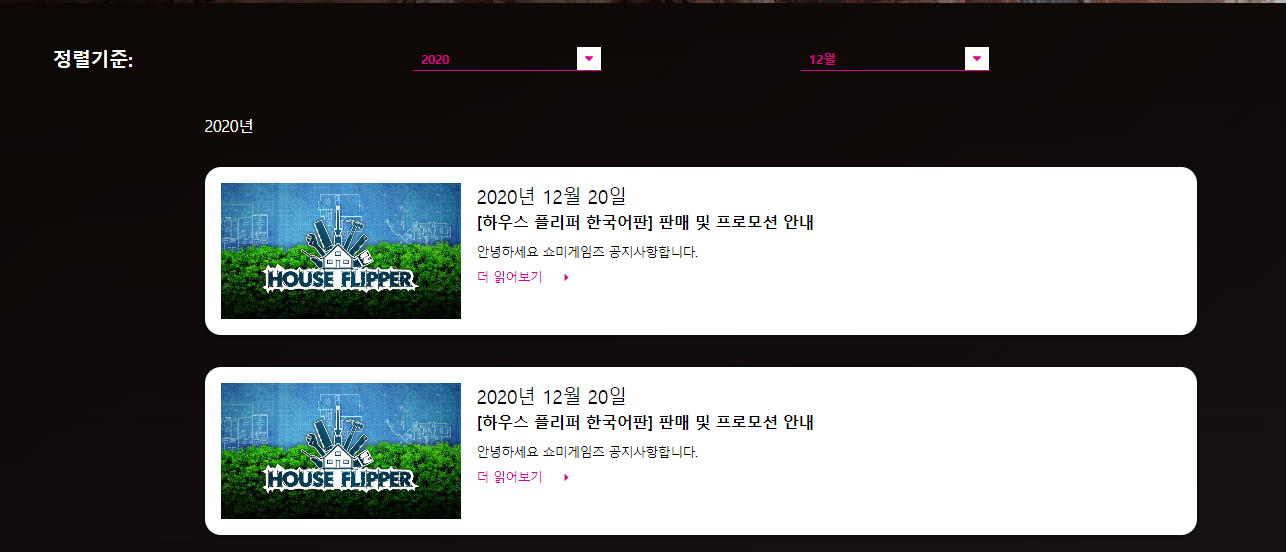 정렬기준:
2020
12월
2020년
HOUSE FLIPPER
2020년 12월 20일
[하우스 플리퍼 한국어판] 판매 및 프로모션 안내
안녕하세요 쇼미게임즈 공지사항합니다.
더 읽어보기
HOUSE FLIPPER
2020년 12월 20일
[하우스 플리퍼 한국어판] 판매 및 프로모션 안내
안녕하세요 쇼미게임즈 공지사항합니다.
더 읽어보기